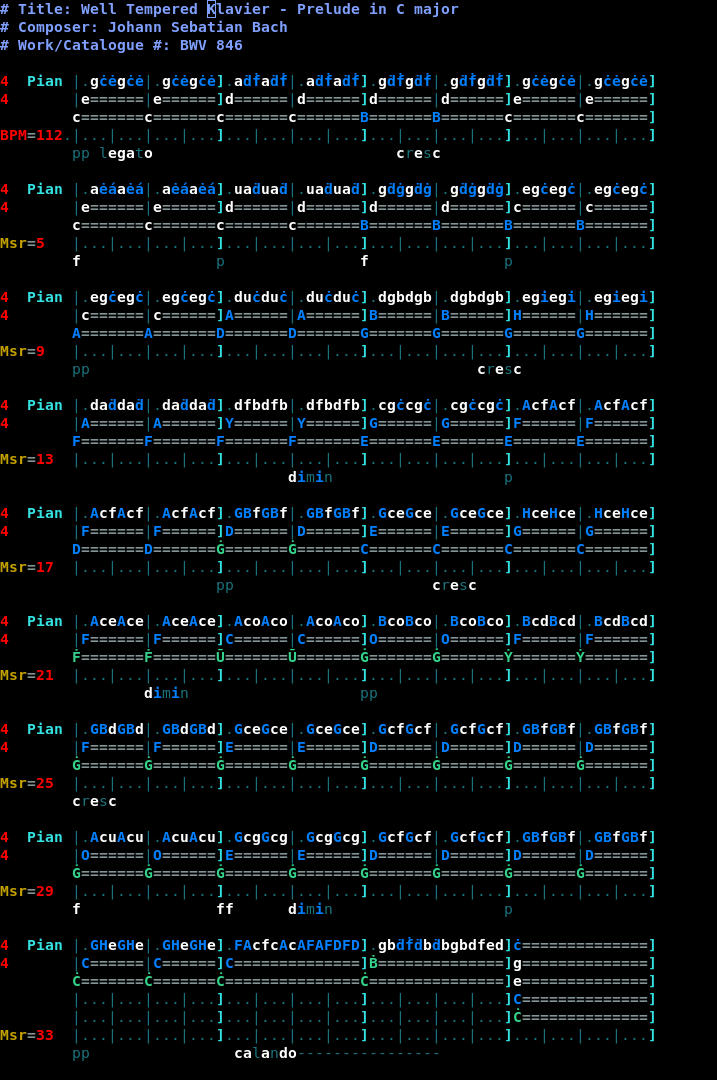 # Title: Well Tempered Klavier - Prelude in C major
# Composer: Johann Sebatian Bach
# Work/Catalogue #: BWV 846
4  Pian |.gċėgċė|.gċėgċė].aḋḟaḋḟ|.aḋḟaḋḟ].gḋḟgḋḟ|.gḋḟgḋḟ].gċėgċė|.gċėgċė]
4       |e======|e======]d======|d======]d======|d======]e======|e======]
        c=======c=======c=======c=======B=======B=======c=======c=======]
BPM=112.|...|...|...|...]...|...|...|...]...|...|...|...]...|...|...|...]
        pp legato                           cresc
4  Pian |.aėáaėá|.aėáaėá].uaḋuaḋ|.uaḋuaḋ].gḋġgḋġ|.gḋġgḋġ].egċegċ|.egċegċ]
4       |e======|e======]d======|d======]d======|d======]c======|c======]
        c=======c=======c=======c=======B=======B=======B=======B=======]
Msr=5   |...|...|...|...]...|...|...|...]...|...|...|...]...|...|...|...]
        f               p               f               p
4  Pian |.egċegċ|.egċegċ].duċduċ|.duċduċ].dgbdgb|.dgbdgb].egiegi|.egiegi]
4       |c======|c======]A======|A======]B======|B======]H======|H======]
        A=======A=======D=======D=======G=======G=======G=======G=======]
Msr=9   |...|...|...|...]...|...|...|...]...|...|...|...]...|...|...|...]
        pp                                           cresc
4  Pian |.daḋdaḋ|.daḋdaḋ].dfbdfb|.dfbdfb].cgċcgċ|.cgċcgċ].AcfAcf|.AcfAcf]
4       |A======|A======]Y======|Y======]G======|G======]F======|F======]
        F=======F=======F=======F=======E=======E=======E=======E=======]
Msr=13  |...|...|...|...]...|...|...|...]...|...|...|...]...|...|...|...]
                                dimin                   p
4  Pian |.AcfAcf|.AcfAcf].GBfGBf|.GBfGBf].GceGce|.GceGce].HceHce|.HceHce]
4       |F======|F======]D======|D======]E======|E======]G======|G======]
        D=======D=======Ġ=======Ġ=======C=======C=======C=======C=======]
Msr=17  |...|...|...|...]...|...|...|...]...|...|...|...]...|...|...|...]
                        pp                      cresc
4  Pian |.AceAce|.AceAce].AcoAco|.AcoAco].BcoBco|.BcoBco].BcdBcd|.BcdBcd]
4       |F======|F======]C======|C======]O======|O======]F======|F======]
        Ḟ=======Ḟ=======U̇=======U̇=======Ġ=======Ġ=======Ẏ=======Ẏ=======]
Msr=21  |...|...|...|...]...|...|...|...]...|...|...|...]...|...|...|...]
                dimin                   pp
4  Pian |.GBdGBd|.GBdGBd].GceGce|.GceGce].GcfGcf|.GcfGcf].GBfGBf|.GBfGBf]
4       |F======|F======]E======|E======]D======|D======]D======|D======]
        Ġ=======Ġ=======Ġ=======Ġ=======Ġ=======Ġ=======Ġ=======Ġ=======]
Msr=25  |...|...|...|...]...|...|...|...]...|...|...|...]...|...|...|...]
        cresc
4  Pian |.AcuAcu|.AcuAcu].GcgGcg|.GcgGcg].GcfGcf|.GcfGcf].GBfGBf|.GBfGBf]
4       |O======|O======]E======|E======]D======|D======]D======|D======]
        Ġ=======Ġ=======Ġ=======Ġ=======Ġ=======Ġ=======Ġ=======Ġ=======]
Msr=29  |...|...|...|...]...|...|...|...]...|...|...|...]...|...|...|...]
        f               ff      dimin                   p
4  Pian |.GHeGHe|.GHeGHe].FAcfcAcAFAFDFD].gbḋḟḋbḋbgbdfed]ċ==============]
4       |C======|C======]C==============]Ḃ==============]g==============]
        Ċ=======Ċ=======Ċ===============Ċ===============e==============]
        |...|...|...|...]...|...|...|...]...|...|...|...]C==============]
        |...|...|...|...]...|...|...|...]...|...|...|...]Ċ==============]
Msr=33  |...|...|...|...]...|...|...|...]...|...|...|...]...|...|...|...]
        pp                calando----------------